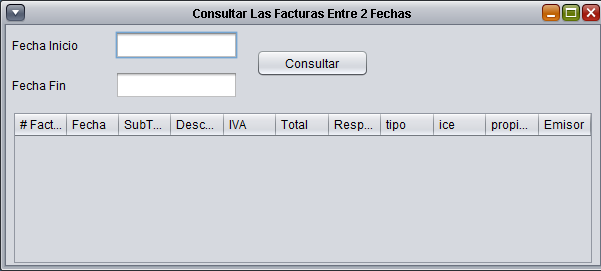 Consultar Las Facturas Entre 2 Fechas
Fecha Inicio
Consultar
Fecha Fin
# Fact... Fecha SubT... Desc... IVA Total Resp... tipo ice propi... Emisor